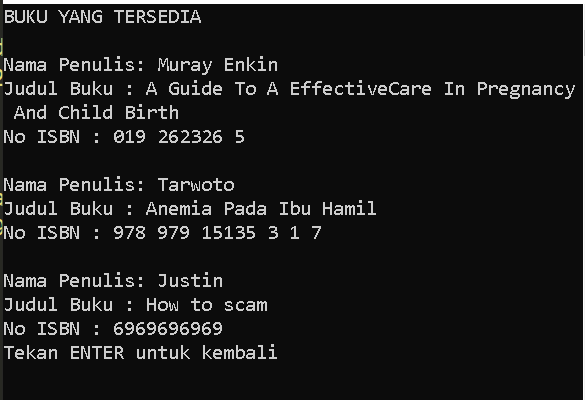 BUKU YANG TERSEDIA
Nama Penulis: Muray Enkin
Judul Buku : A Guide To A EffectiveCare In Pregnancy
And Child Birth
No ISBN : 019 262326 5
Nama Penulis: Tarwoto
Judul Buku : Anemia Pada Ibu Hamil
No ISBN : 978 979 15135 3 1 7
Nama Penulis: Justin
Judul Buku : How to scam
No ISBN : 6969696969
Tekan ENTER untuk kembali